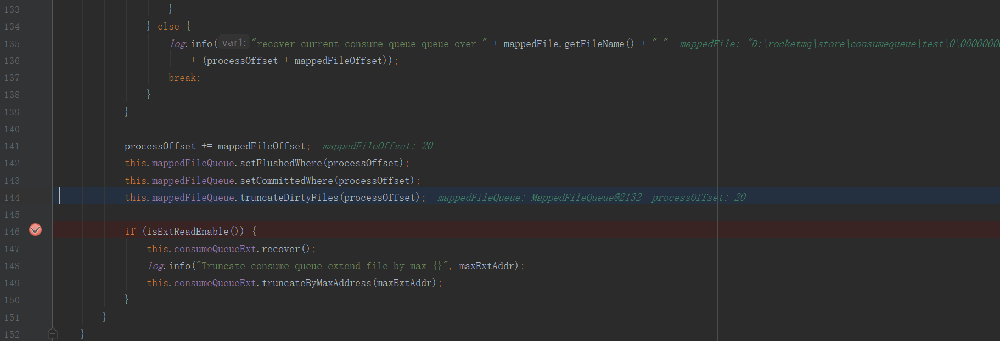 133 }
134 } else {
135 log.info( var1: "recover current consume queue queue over " + mappedFile.getFileName() + " " mappedFile: "D:\rocketmq\store\consumequeue\test\0\0000000
136 + (processOffset + mappedFileOffset));
137 break;
138 }
139 }
140
141 processOffset += mappedFileOffset; mappedFileOffset: 20
142 this.mappedFileQueue.setFlushedWhere(processOffset);
143 this.mappedFileQueue.setCommittedWhere(processOffset);
144 this.mappedFileQueue.truncateDirtyFiles(processOffset); mappedFileQueue: MappedFileQueue@2132 processOffset: 20
145
146 if (isExtReadEnable()) {
147 this.consumeQueueExt.recover();
148 log.info("Truncate consume queue extend file by max {}", maxExtAddr);
149 this.consumeQueueExt.truncateByMaxAddress(maxExtAddr);
150 }
151 }
152 }